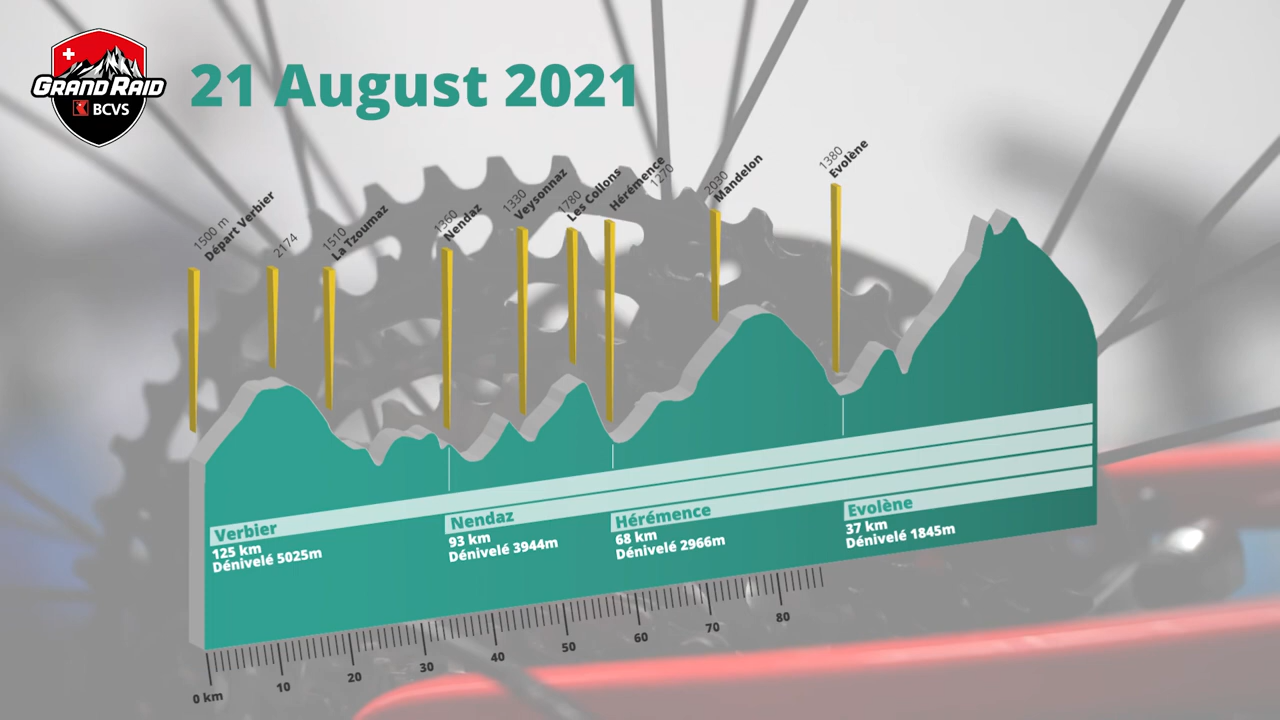 GRAND RAID
BCVS
21 August 2021
1500 m
Départ Verbier
2174
1510
La Tzoumaz
1360
Nendaz
1330
Veysonnaz
1780
Les Collons
Hérémence
1270
2030
Mandelon
1380
Evolène
Verbier
125 km
Dénivelé 5025m
Nendaz
93 km
Dénivelé 3944m
Hérémence
68 km
Dénivelé 2966m
Evolène
37 km
Dénivelé 1845m
0 km 10 20 30 40 50 60 70 80